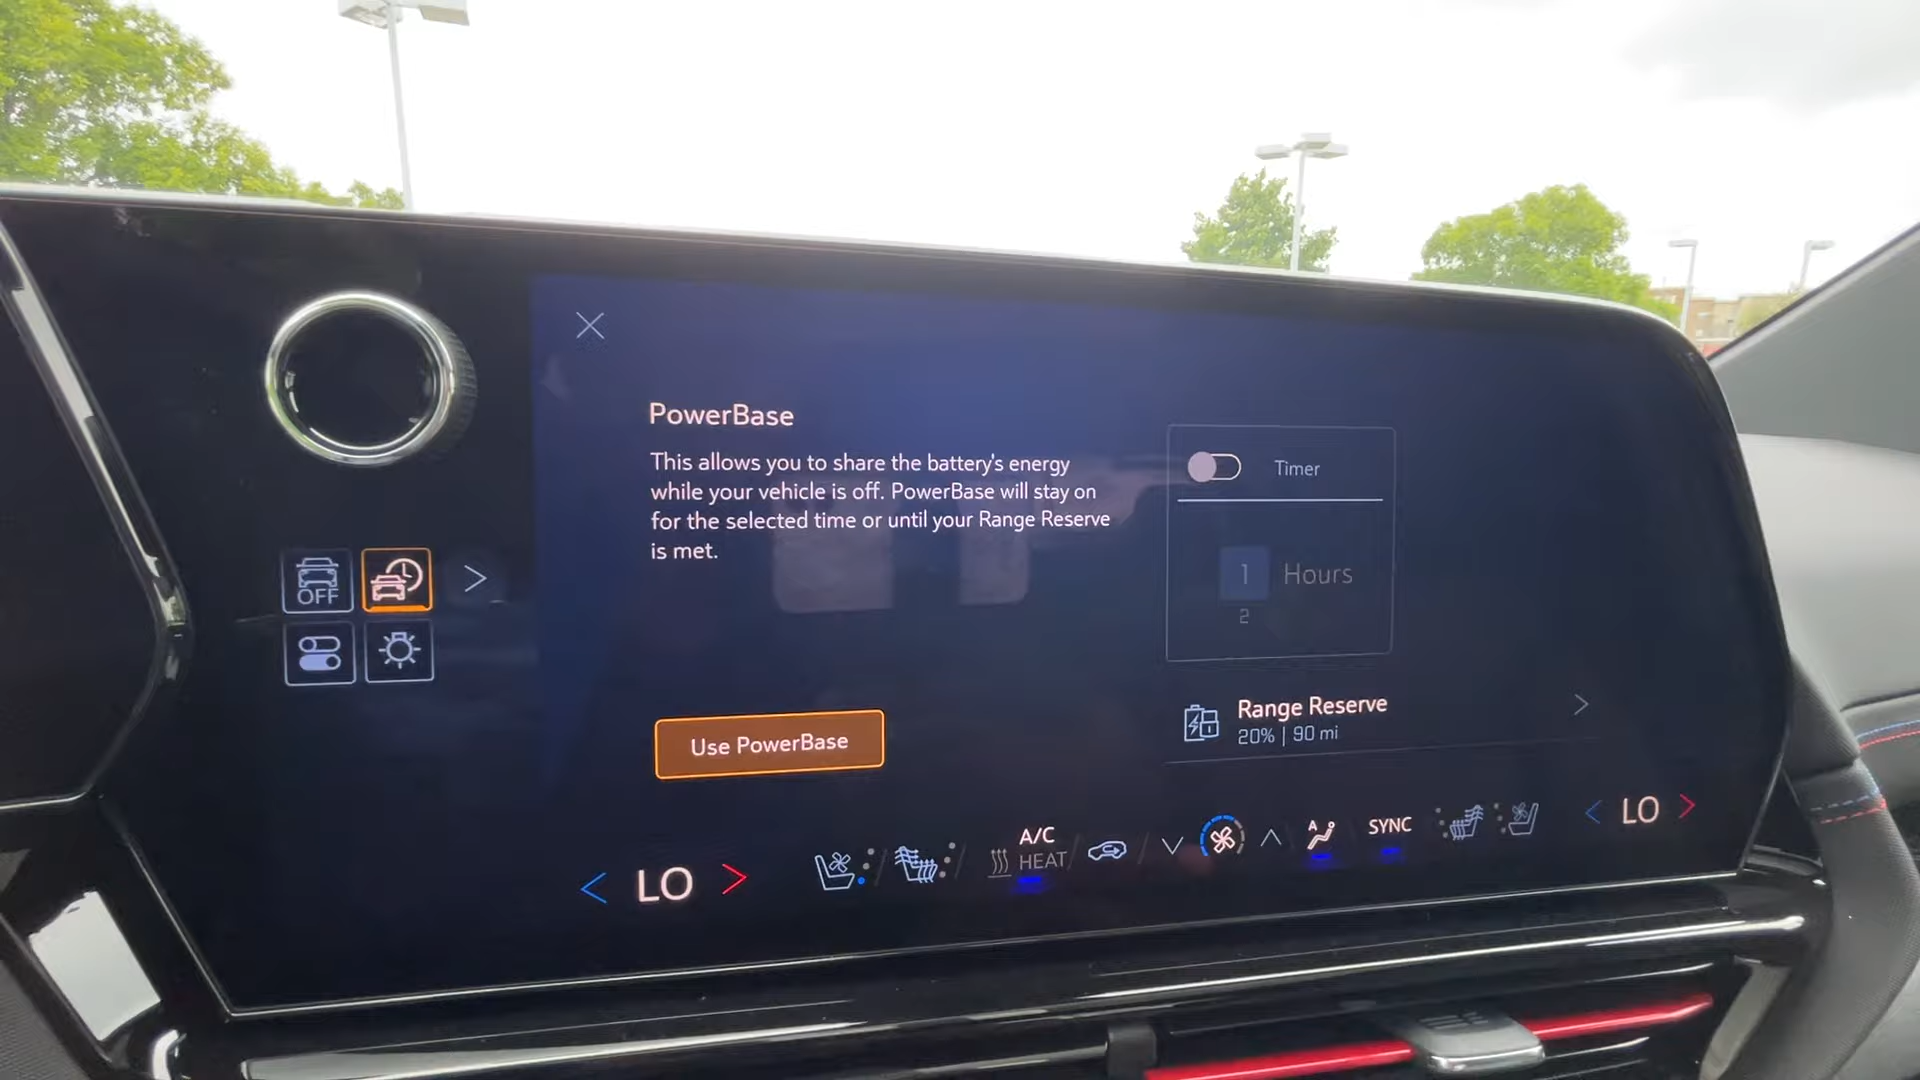 PowerBase
This allows you to share the battery's energy
while your vehicle is off. PowerBase will stay on
for the selected time or until your Range Reserve
is met.
Timer
1 Hours
2
OFF
Use PowerBase
Range Reserve
20% | 90 mi
LO
A/C
HEAT
A
SYNC
LO